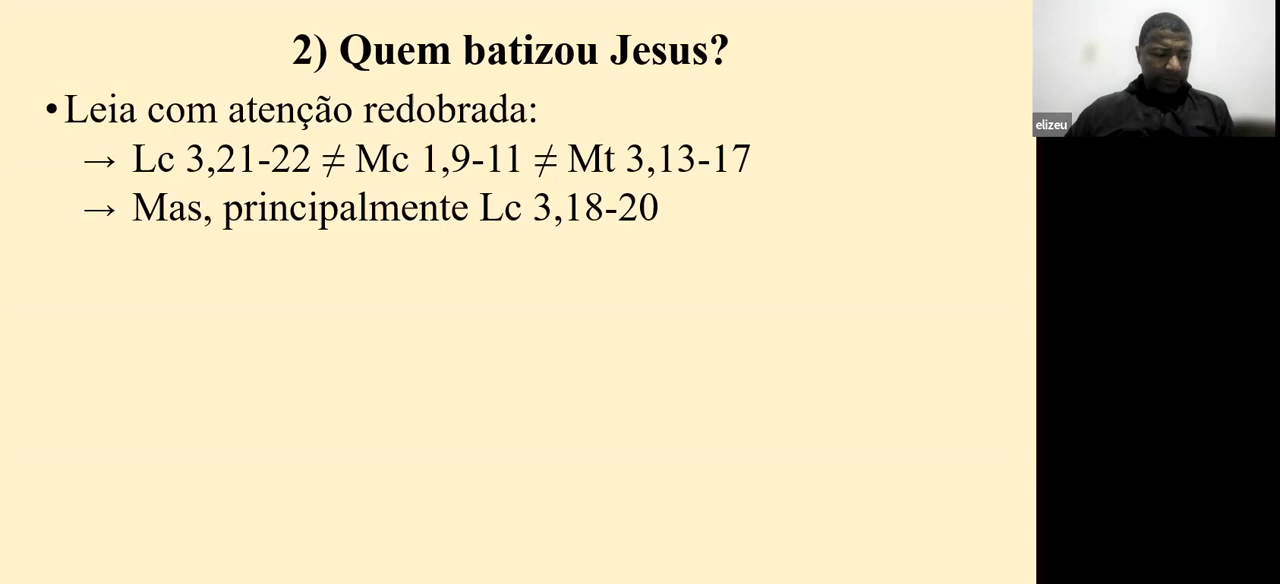 2) Quem batizou Jesus?
• Leia com atenção redobrada:
→ Lc 3,21-22 ≠ Mc 1,9-11 ≠ Mt 3,13-17
→ Mas, principalmente Lc 3,18-20
elizeu